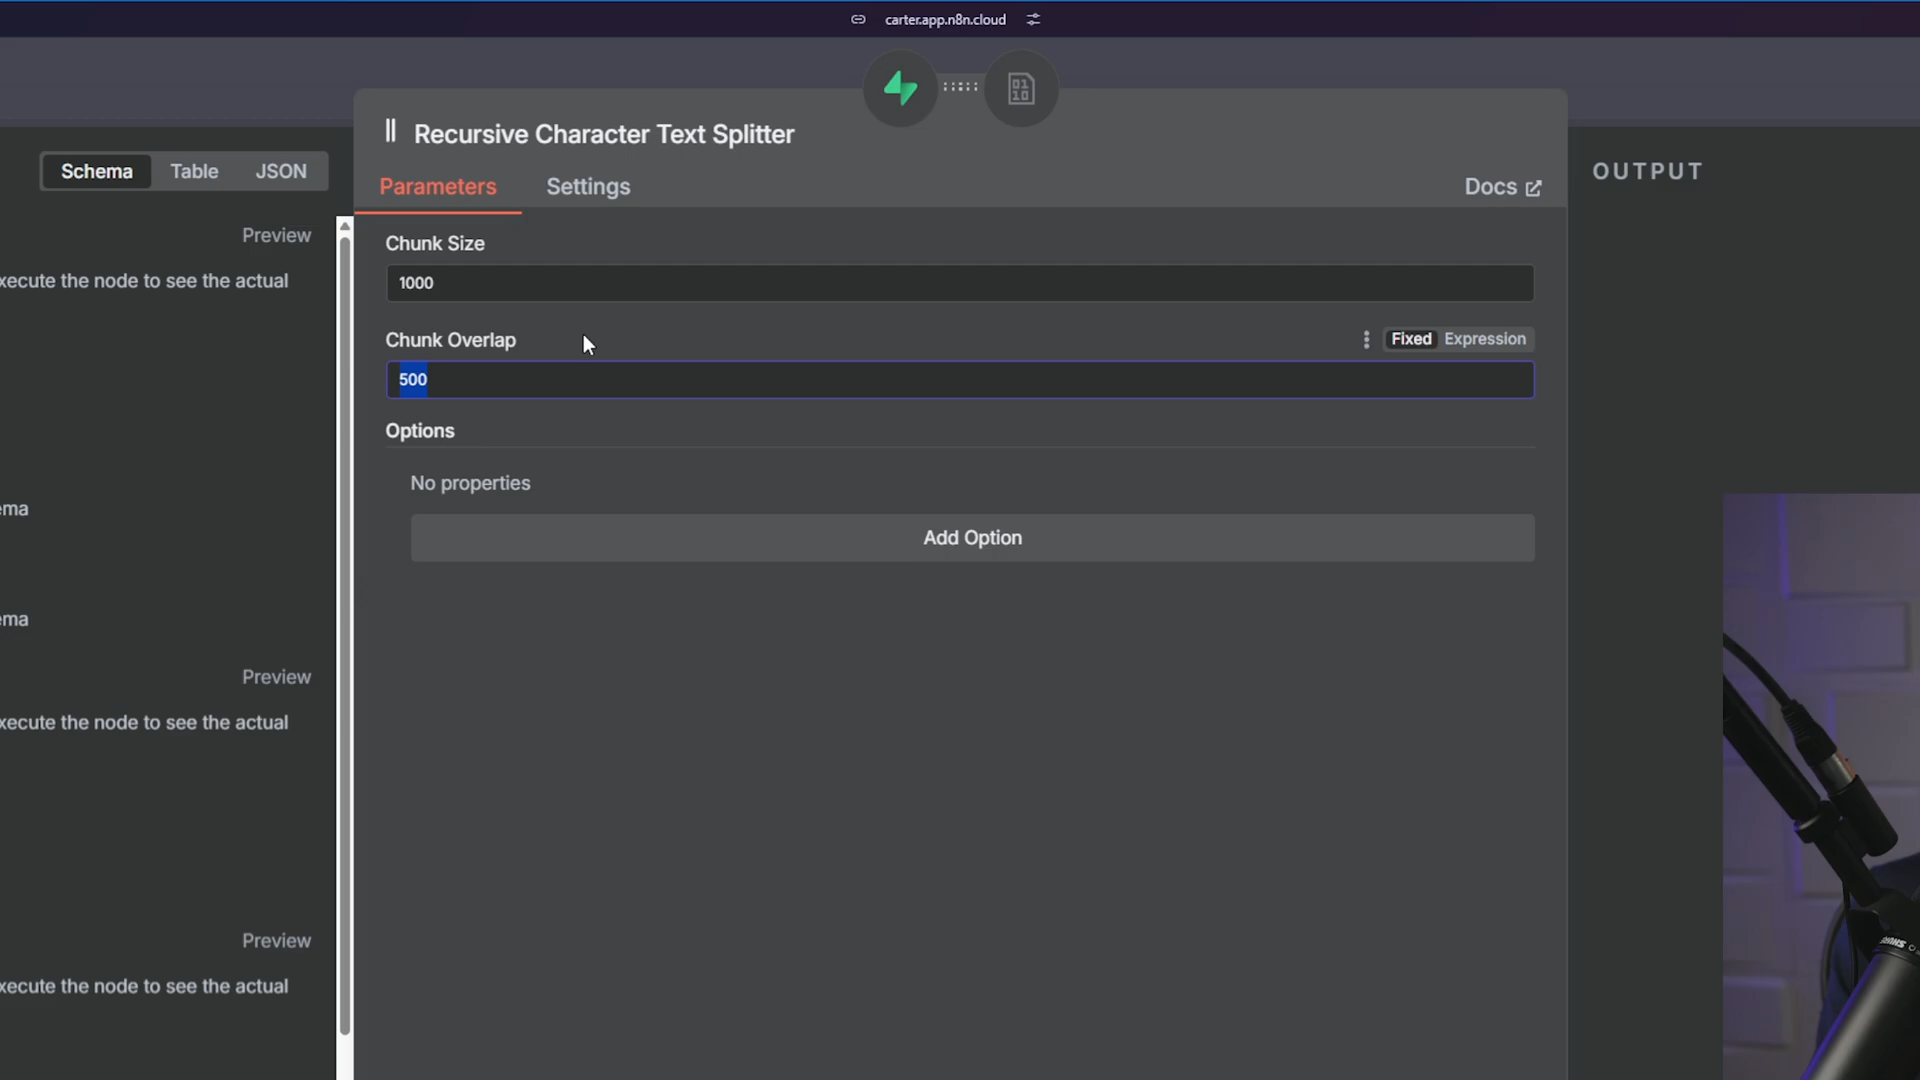 carter.app.n8n.cloud
Recursive Character Text Splitter
Schema Table JSON
Parameters Settings Docs
OUTPUT
Preview
xecute the node to see the actual
Chunk Size
1000
Chunk Overlap
Fixed Expression
500
Options
No properties
Add Option
ema
ema
Preview
xecute the node to see the actual
Preview
xecute the node to see the actual